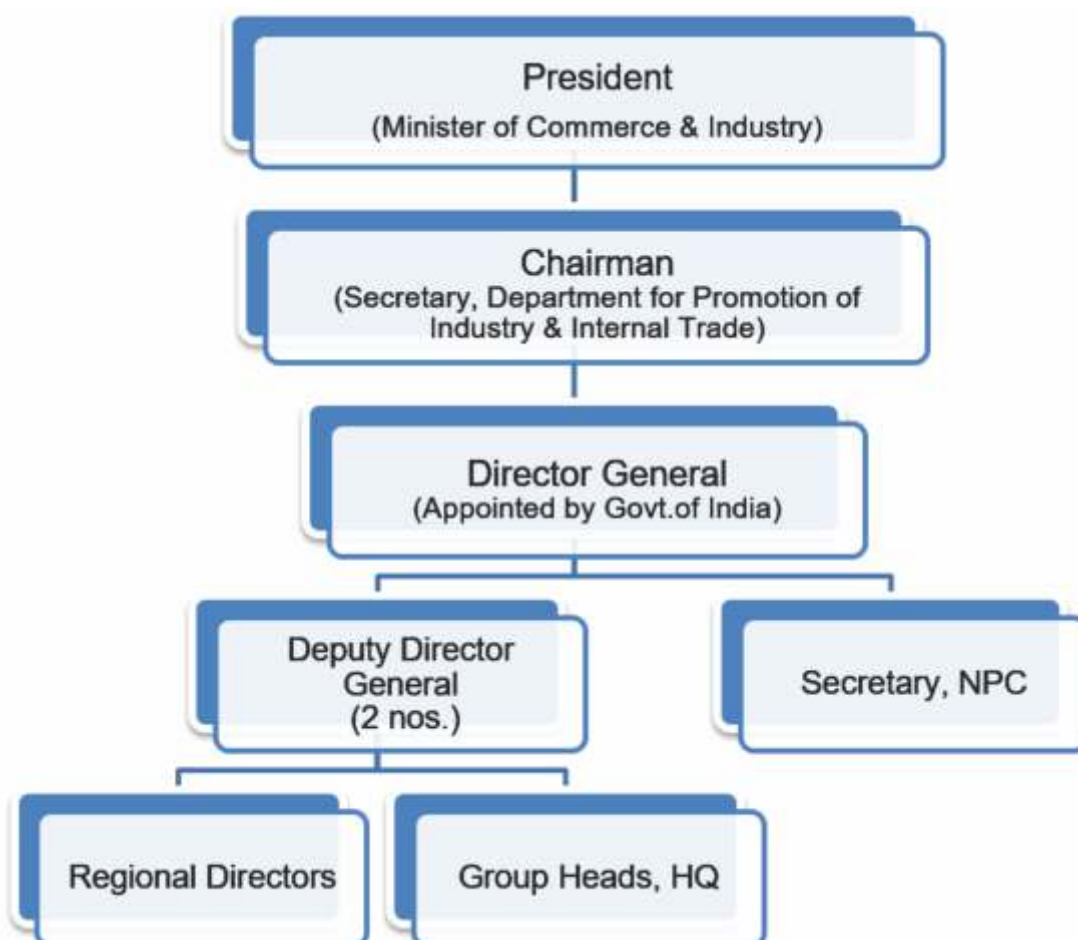 President
(Minister of Commerce & Industry)
Chairman
(Secretary, Department for Promotion of
Industry & Internal Trade)
Director General
(Appointed by Govt.of India)
Deputy Director
General
(2 nos.)
Secretary, NPC
Regional Directors
Group Heads, HQ